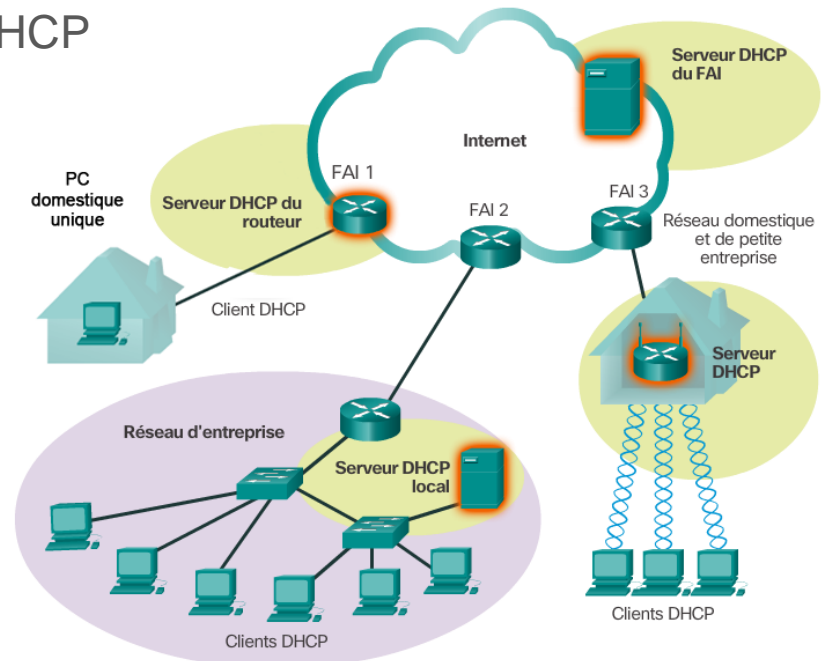 HCP
Serveur DHCP
du FAI
Internet
FAI 1
PC
domestique
unique
Serveur DHCP du
routeur
FAI 2
FAI 3
Réseau domestique
et de petite
entreprise
Client DHCP
Serveur
DHCP
Réseau d'entreprise
Serveur DHCP
local
Clients DHCP
Clients DHCP